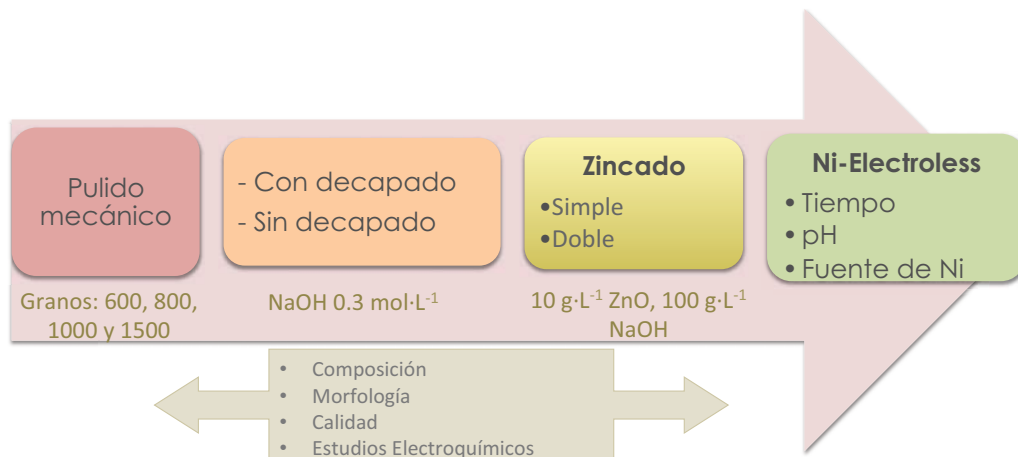 Pulido
mecánico
- Con decapado
- Sin decapado
Zincado
•Simple
•Doble
Ni-Electroless
• Tiempo
• pH
• Fuente de Ni
Granos: 600, 800,
1000 y 1500
NaOH 0.3 mol·L⁻¹
10 g·L⁻¹ ZnO, 100 g·L⁻¹
NaOH
• Composición
• Morfología
• Calidad
• Estudios Electroquímicos